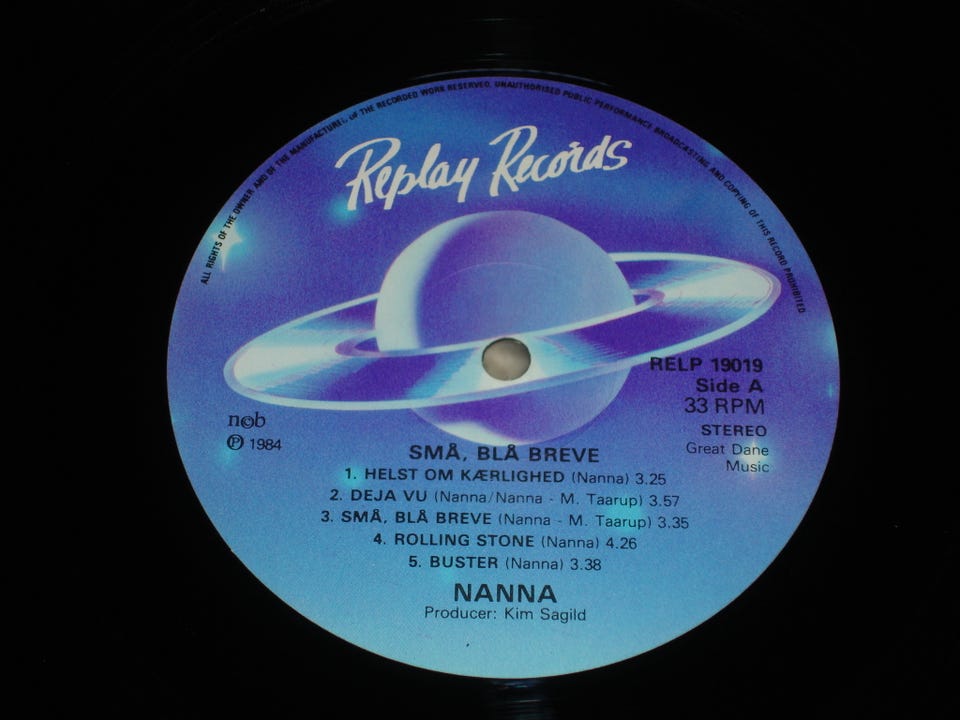 ALL RIGHTS OF THE OWNER AND OF THE MANUFACTURER, OF THE RECORDED WORK RESERVED. UNAUTHORISED PUBLIC PERFORMANCE BROADCASTING AND COPYING OF THIS RECORD PROHIBITED
Replay Records
RELP 19019
Side A
33 RPM
STEREO
Great Dane
Music
n©b
℗ 1984
SMÅ, BLÅ BREVE
1. HELST OM KÆRLIGHED (Nanna) 3.25
2. DEJA VU (Nanna/Nanna - M. Taarup) 3.57
3. SMÅ, BLÅ BREVE (Nanna - M. Taarup) 3.35
4. ROLLING STONE (Nanna) 4.26
5. BUSTER (Nanna) 3.38
NANNA
Producer: Kim Sagild